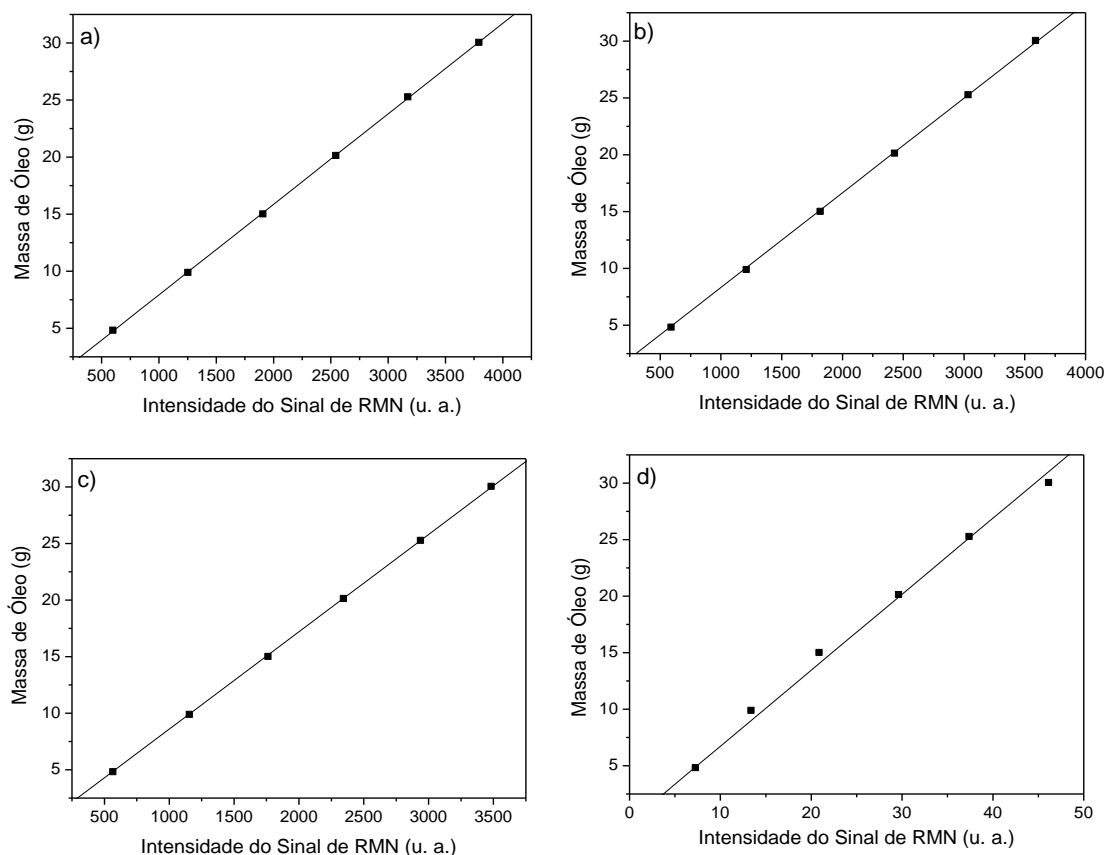 a)
30
25
20
15
10
5
Massa de Óleo (g)
500 1000 1500 2000 2500 3000 3500 4000
Intensidade do Sinal de RMN (u. a.)
b)
30
25
20
15
10
5
Massa de Óleo (g)
500 1000 1500 2000 2500 3000 3500 4000
Intensidade do Sinal de RMN (u. a.)
c)
30
25
20
15
10
5
Massa de Óleo (g)
500 1000 1500 2000 2500 3000 3500
Intensidade do Sinal de RMN (u. a.)
d)
30
25
20
15
10
5
Massa de Óleo (g)
0 10 20 30 40 50
Intensidade do Sinal de RMN (u. a.)